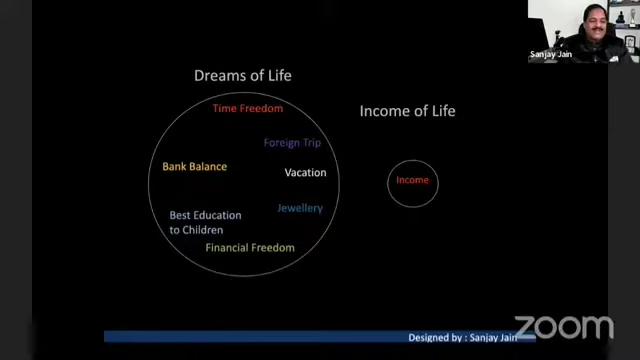 Sanjay Jain
Dreams of Life
Time Freedom
Income of Life
Foreign Trip
Bank Balance
Vacation
Income
Jewellery
Best Education
to Children
Financial Freedom
zoom
Designed by : Sanjay Jain